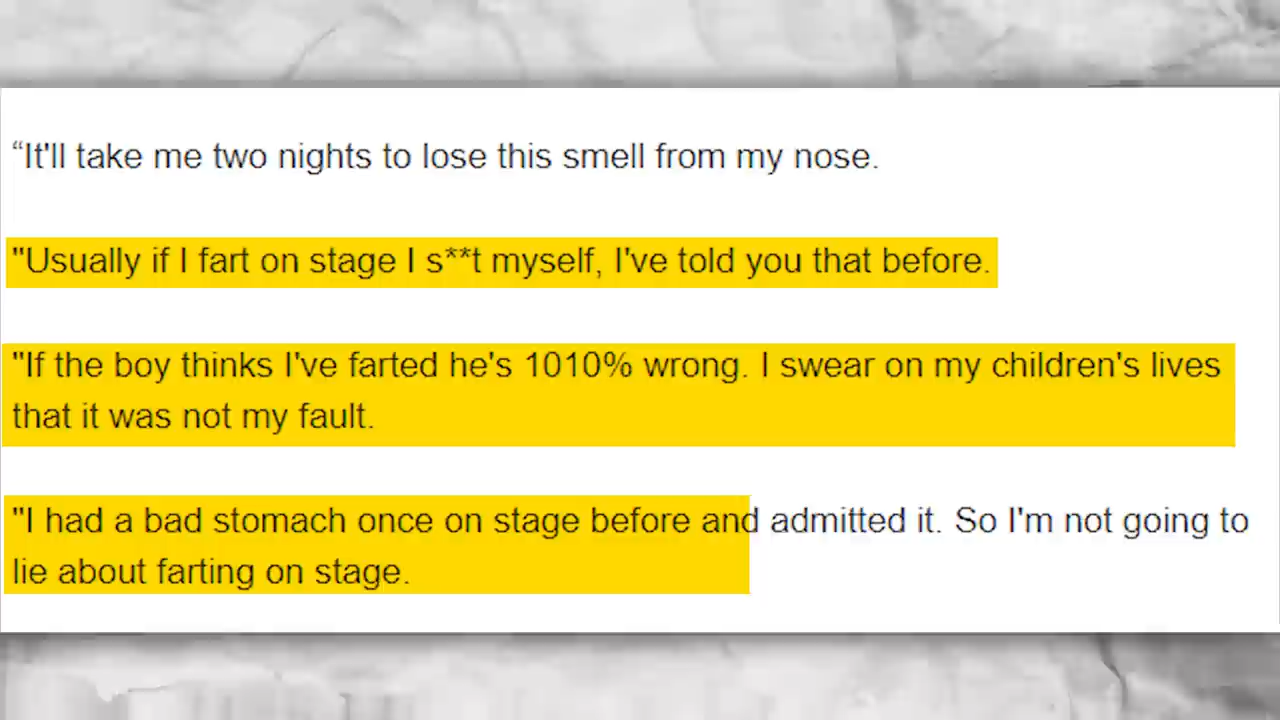 “It'll take me two nights to lose this smell from my nose.
"Usually if I fart on stage I s**t myself, I've told you that before.
"If the boy thinks I've farted he's 1010% wrong. I swear on my children's lives
that it was not my fault.
"I had a bad stomach once on stage before and admitted it. So I'm not going to
lie about farting on stage.